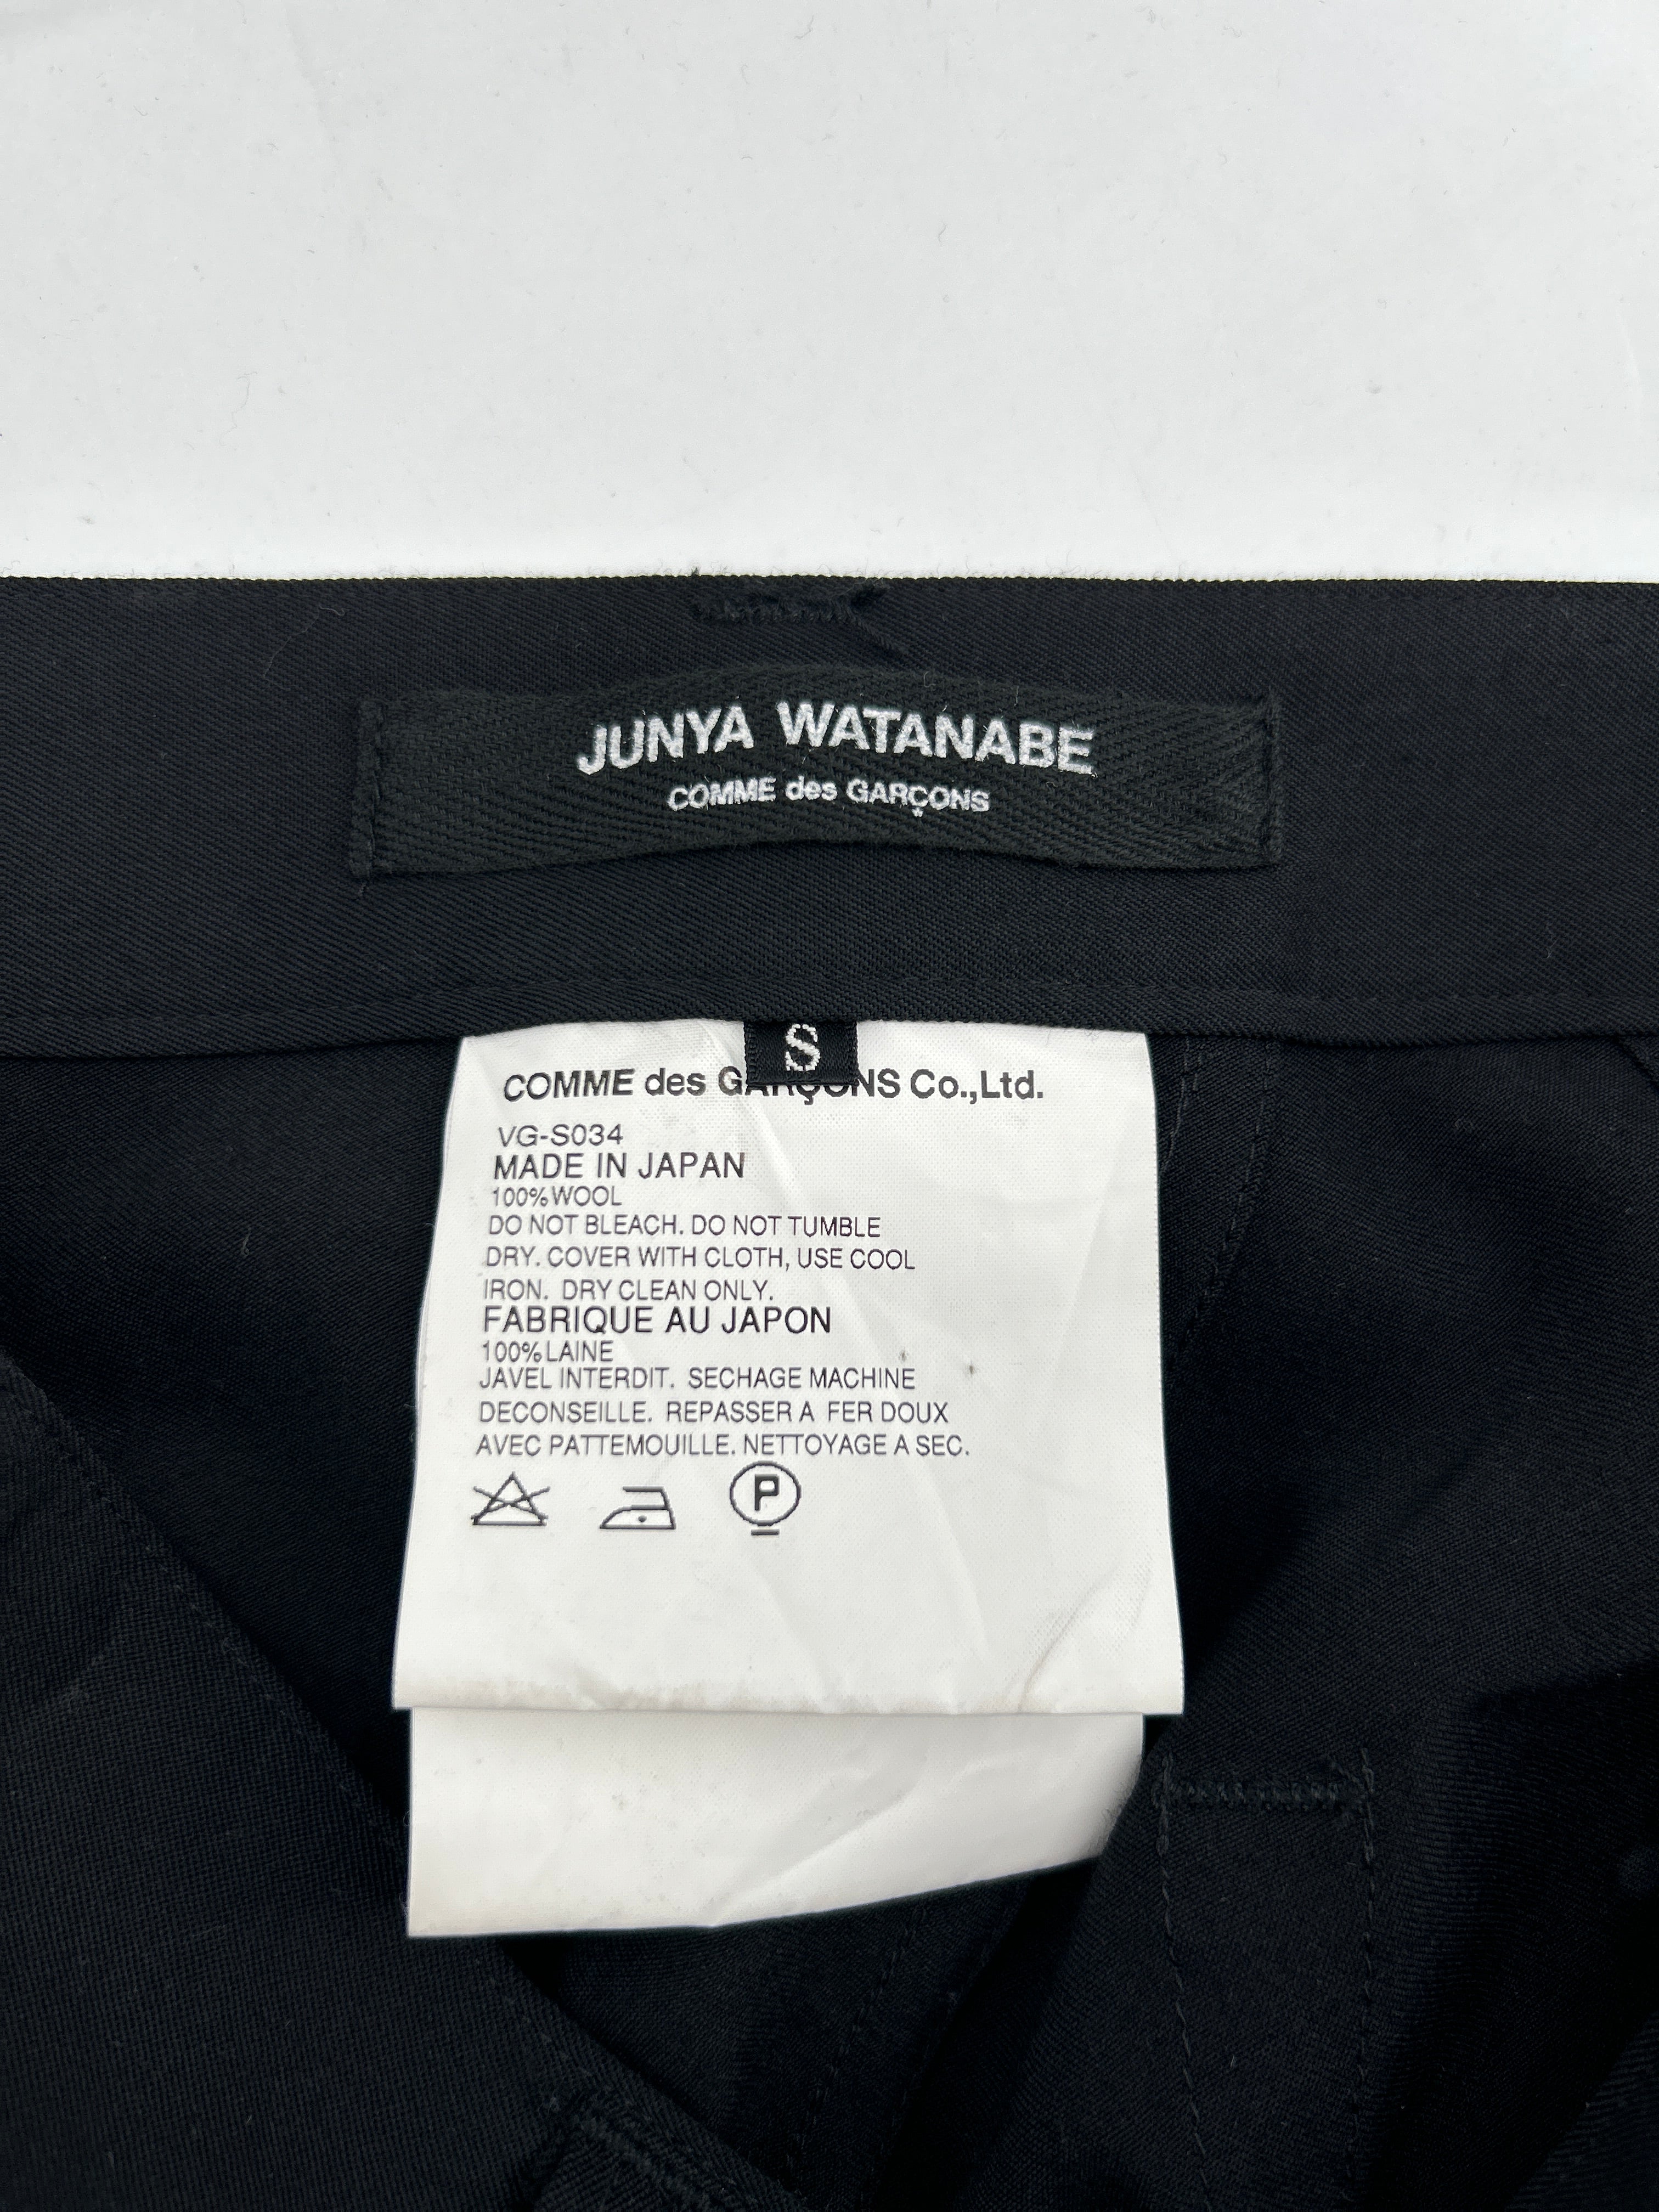 JUNYA WATANABE
COMME des GARÇONS
S
COMME des GARÇONS Co.,Ltd.
VG-S034
MADE IN JAPAN
100%WOOL
DO NOT BLEACH. DO NOT TUMBLE
DRY. COVER WITH CLOTH, USE COOL
IRON. DRY CLEAN ONLY.
FABRIQUE AU JAPON
100%LAINE
JAVEL INTERDIT. SECHAGE MACHINE
DECONSEILLE. REPASSER A FER DOUX
AVEC PATTEMOUILLE. NETTOYAGE A SEC.
P